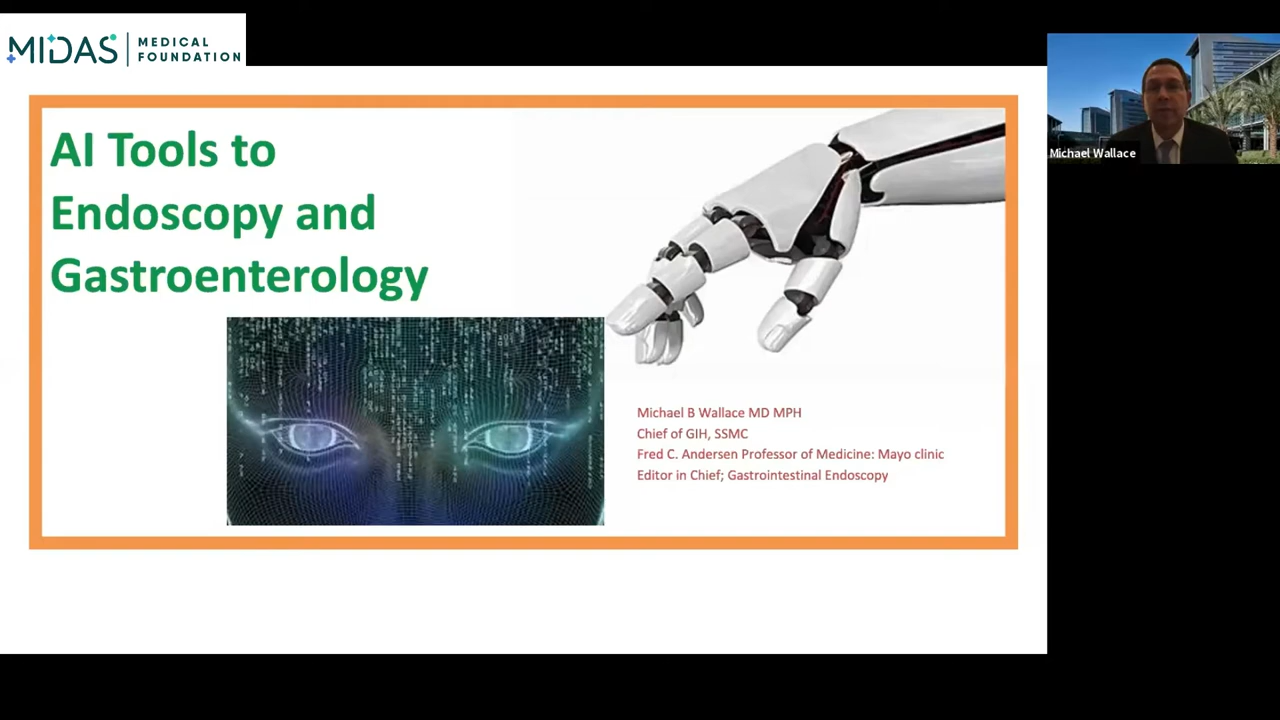 MIDAS MEDICAL
FOUNDATION
AI Tools to
Endoscopy and
Gastroenterology
Michael B Wallace MD MPH
Chief of GIH, SSMC
Fred C. Andersen Professor of Medicine: Mayo clinic
Editor in Chief; Gastrointestinal Endoscopy
Michael Wallace